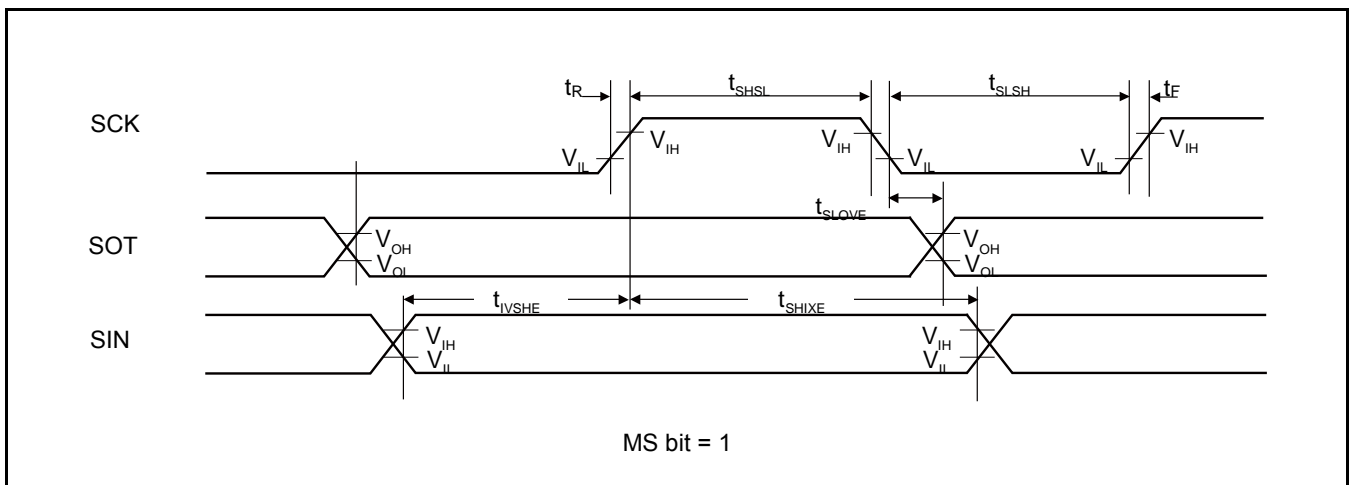 tR tSHSL tSLSH tF
SCK VIH VIH VIH
VIL VIL VIL
tSLOVE
SOT VOH VOH
VOL VOL
tIVSHE tSHIXE
SIN VIH VIH
VIL VIL
MS bit = 1